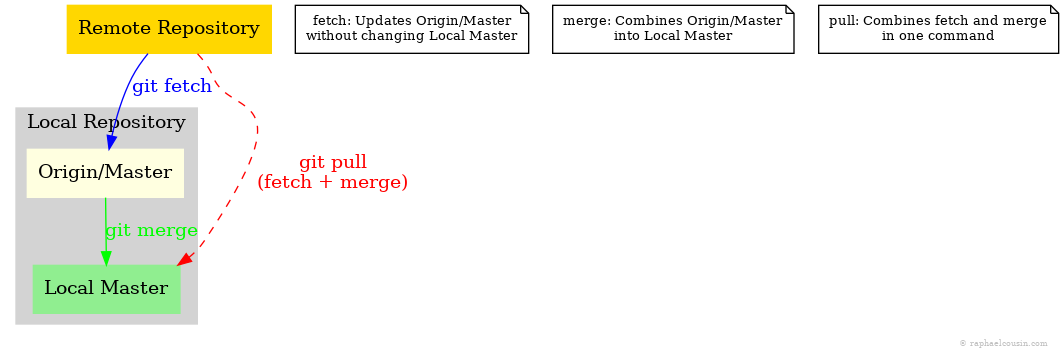 Remote Repository
fetch: Updates Origin/Master
without changing Local Master
merge: Combines Origin/Master
into Local Master
pull: Combines fetch and merge
in one command
git fetch
Local Repository
Origin/Master
git pull
(fetch + merge)
git merge
Local Master
© raphaelcousin.com